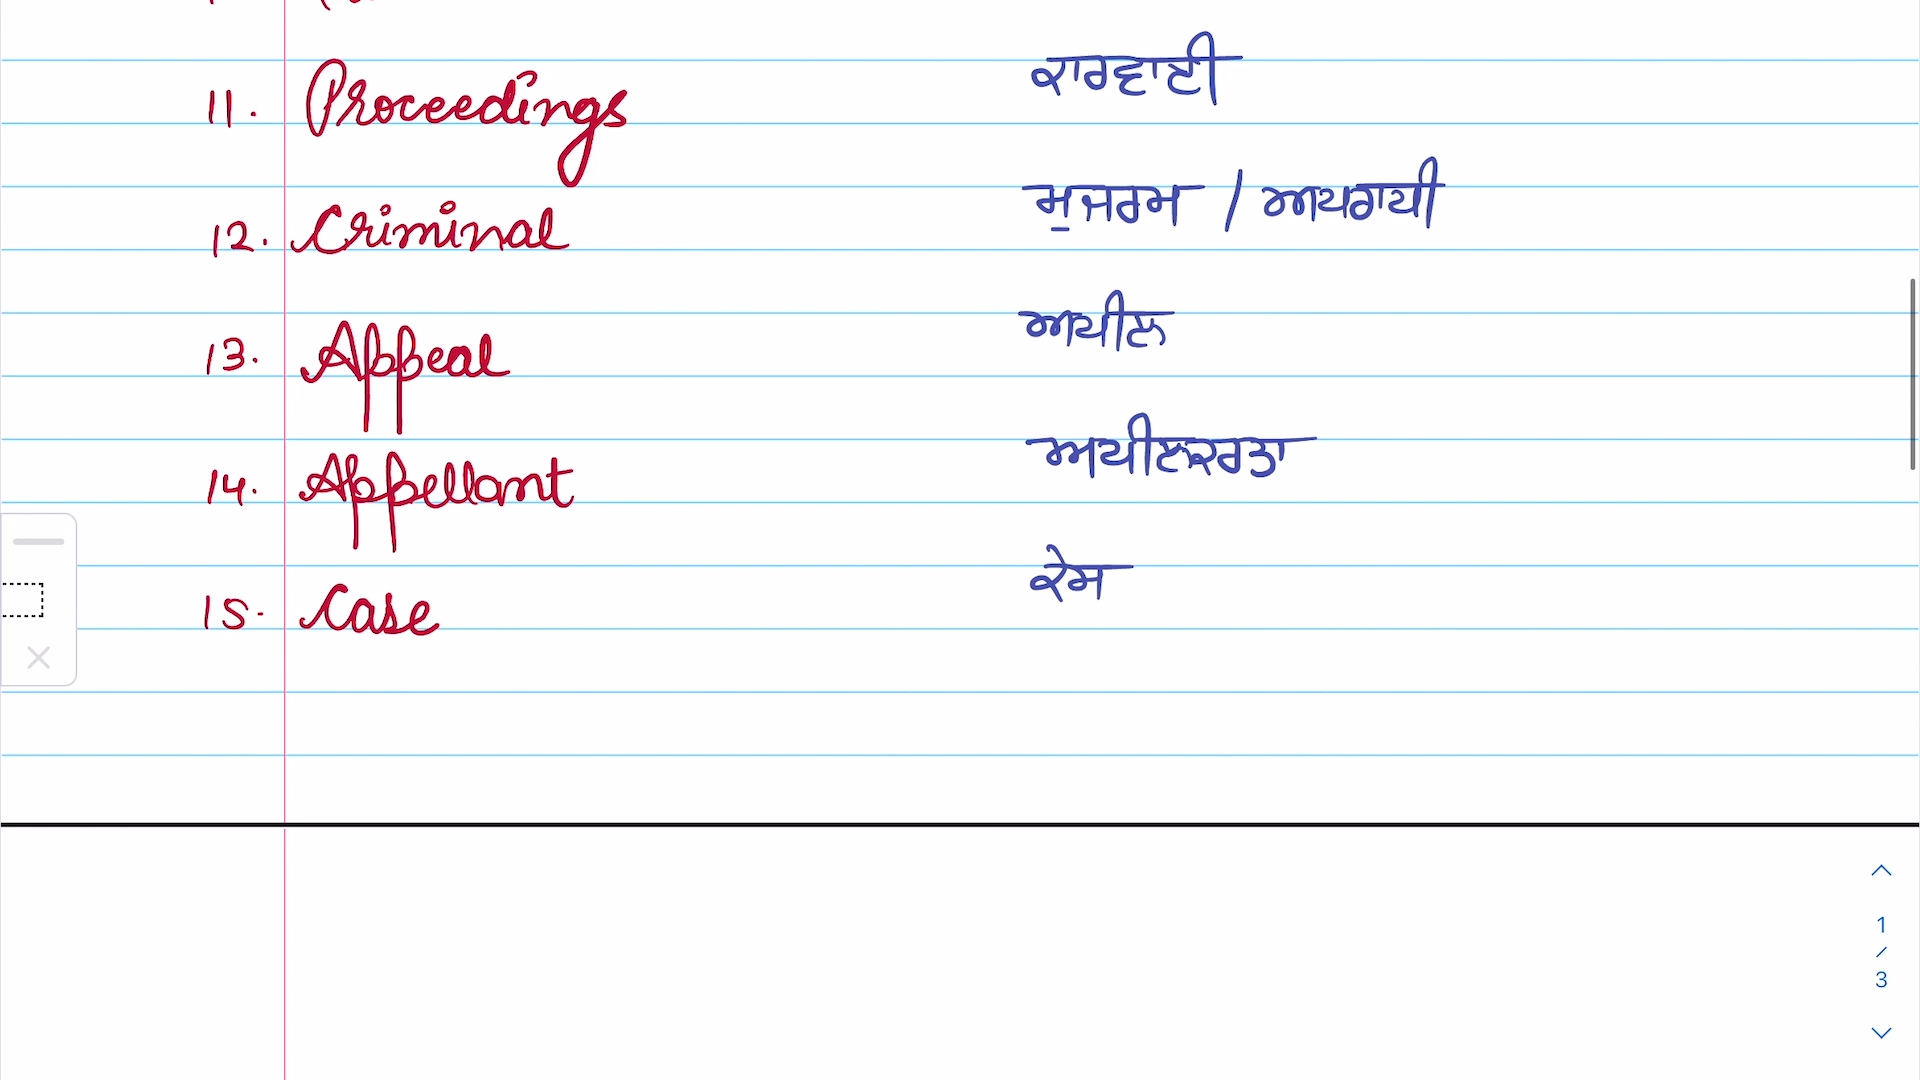 11. Proceedings ਕਾਰਵਾਈ
12. Criminal ਮੁਜਰਮ / ਅਪਰਾਧੀ
13. Appeal ਅਪੀਲ
14. Appellant ਅਪੀਲਕਰਤਾ
15. Case ਕੇਸ
1
/
3